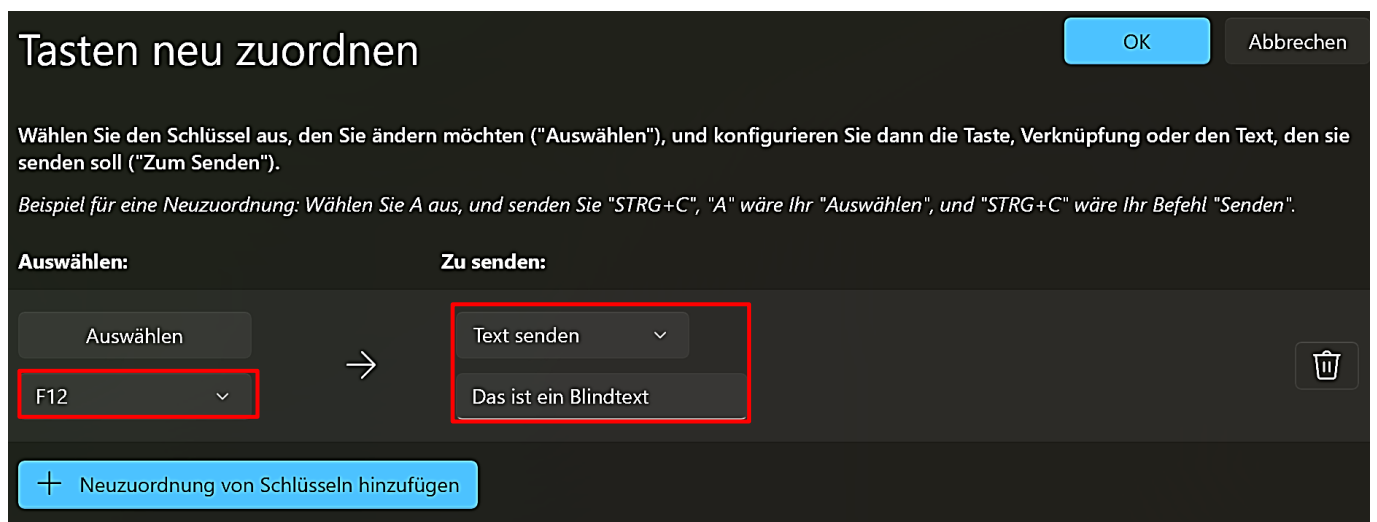 Tasten neu zuordnen
OK
Abbrechen
Wählen Sie den Schlüssel aus, den Sie ändern möchten ("Auswählen"), und konfigurieren Sie dann die Taste, Verknüpfung oder den Text, den sie
senden soll ("Zum Senden").
Beispiel für eine Neuzuordnung: Wählen Sie A aus, und senden Sie "STRG+C", "A" wäre Ihr "Auswählen", und "STRG+C" wäre Ihr Befehl "Senden".
Auswählen:
Zu senden:
Auswählen
Text senden
F12
Das ist ein Blindtext
Neuzuordnung von Schlüsseln hinzufügen